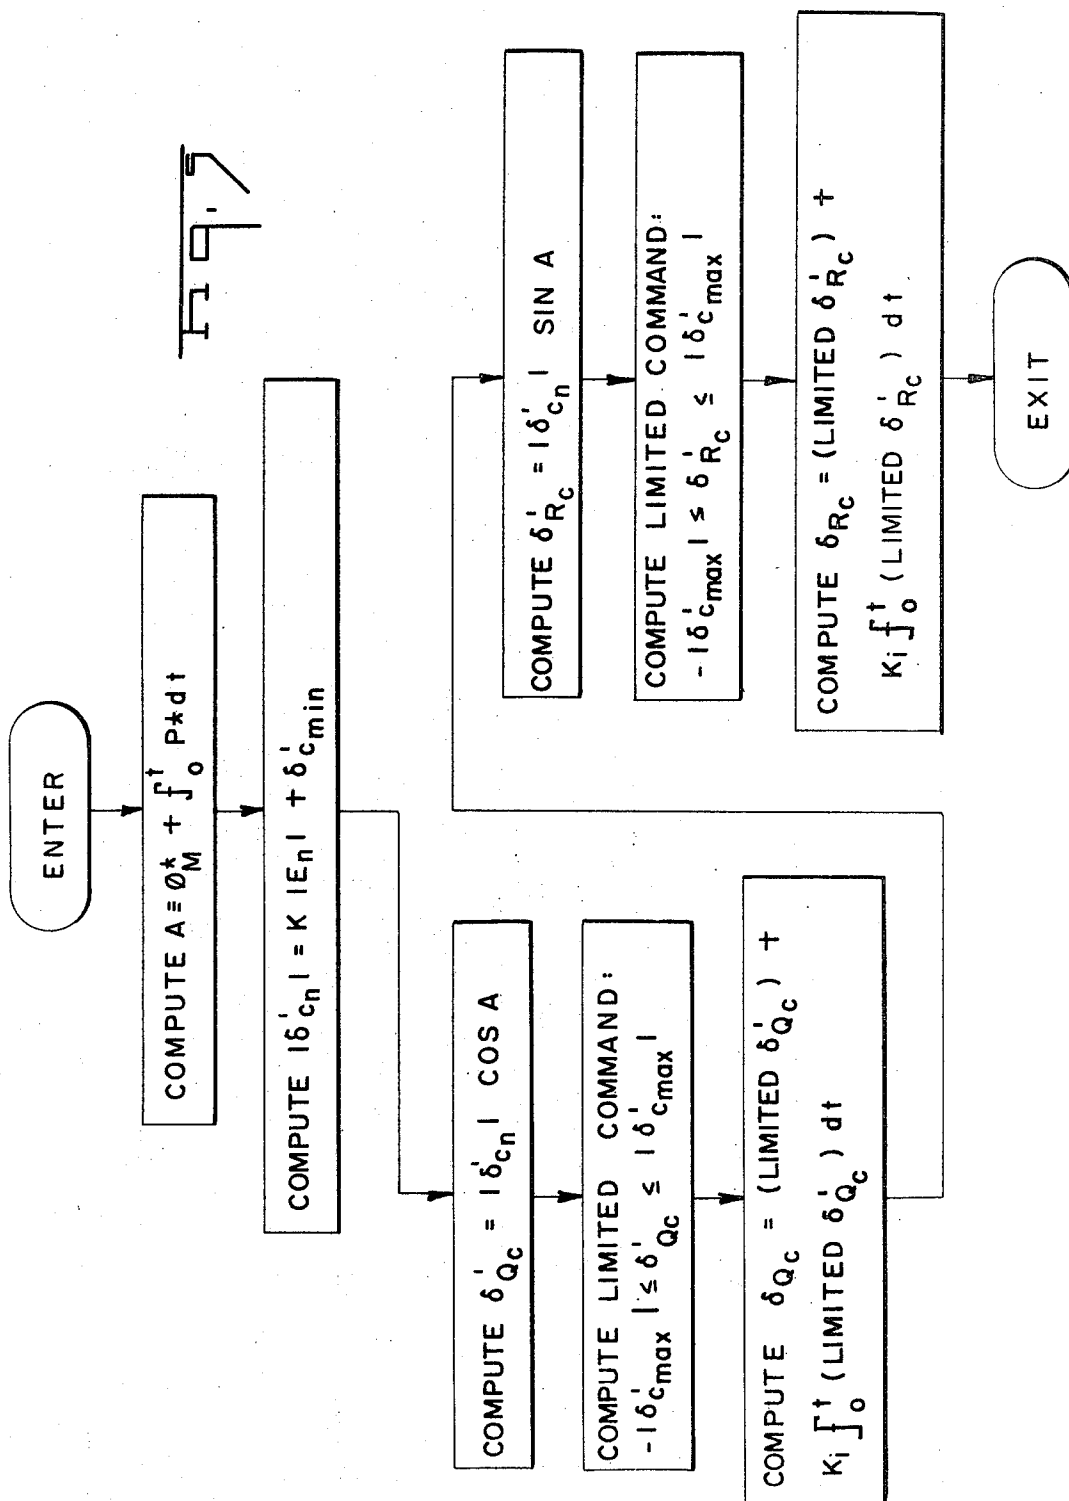 ENTER
COMPUTE A = Ø*M + ∫₀ᵗ P*dt
COMPUTE |δ'cn| = K |En| + δ'cmin
COMPUTE δ'Qc = |δ'cn| COS A
COMPUTE LIMITED COMMAND:
-|δ'cmax| ≤ δ'Qc ≤ |δ'cmax|
COMPUTE δQc = (LIMITED δ'Qc) +
Ki ∫₀ᵗ (LIMITED δ'Qc) dt
COMPUTE δ'Rc = |δ'cn| SIN A
COMPUTE LIMITED COMMAND:
-|δ'cmax| ≤ δ'Rc ≤ |δ'cmax|
COMPUTE δRc = (LIMITED δ'Rc) +
Ki ∫₀ᵗ (LIMITED δ'Rc) dt
EXIT